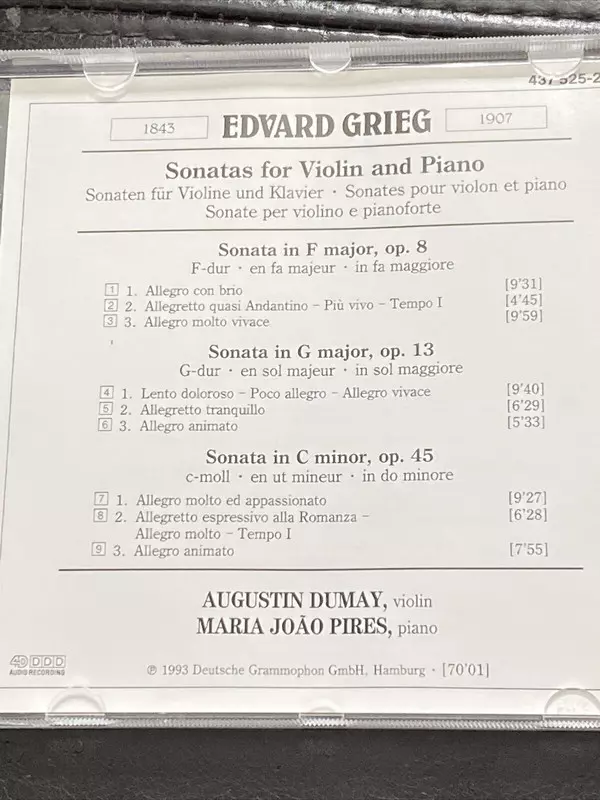 437 525-2
1843 EDVARD GRIEG 1907
Sonatas for Violin and Piano
Sonaten für Violine und Klavier · Sonates pour violon et piano
Sonate per violino e pianoforte
Sonata in F major, op. 8
F-dur · en fa majeur · in fa maggiore
1 1. Allegro con brio [9'31]
2 2. Allegretto quasi Andantino – Più vivo – Tempo I [4'45]
3 3. Allegro molto vivace [9'59]
Sonata in G major, op. 13
G-dur · en sol majeur · in sol maggiore
4 1. Lento doloroso – Poco allegro – Allegro vivace [9'40]
5 2. Allegretto tranquillo [6'29]
6 3. Allegro animato [5'33]
Sonata in C minor, op. 45
c-moll · en ut mineur · in do minore
7 1. Allegro molto ed appassionato [9'27]
8 2. Allegretto espressivo alla Romanza – [6'28]
Allegro molto – Tempo I
9 3. Allegro animato [7'55]
AUGUSTIN DUMAY, violin
MARIA JOÃO PIRES, piano
4D DDD
AUDIO RECORDING
℗ 1993 Deutsche Grammophon GmbH, Hamburg · [70'01]